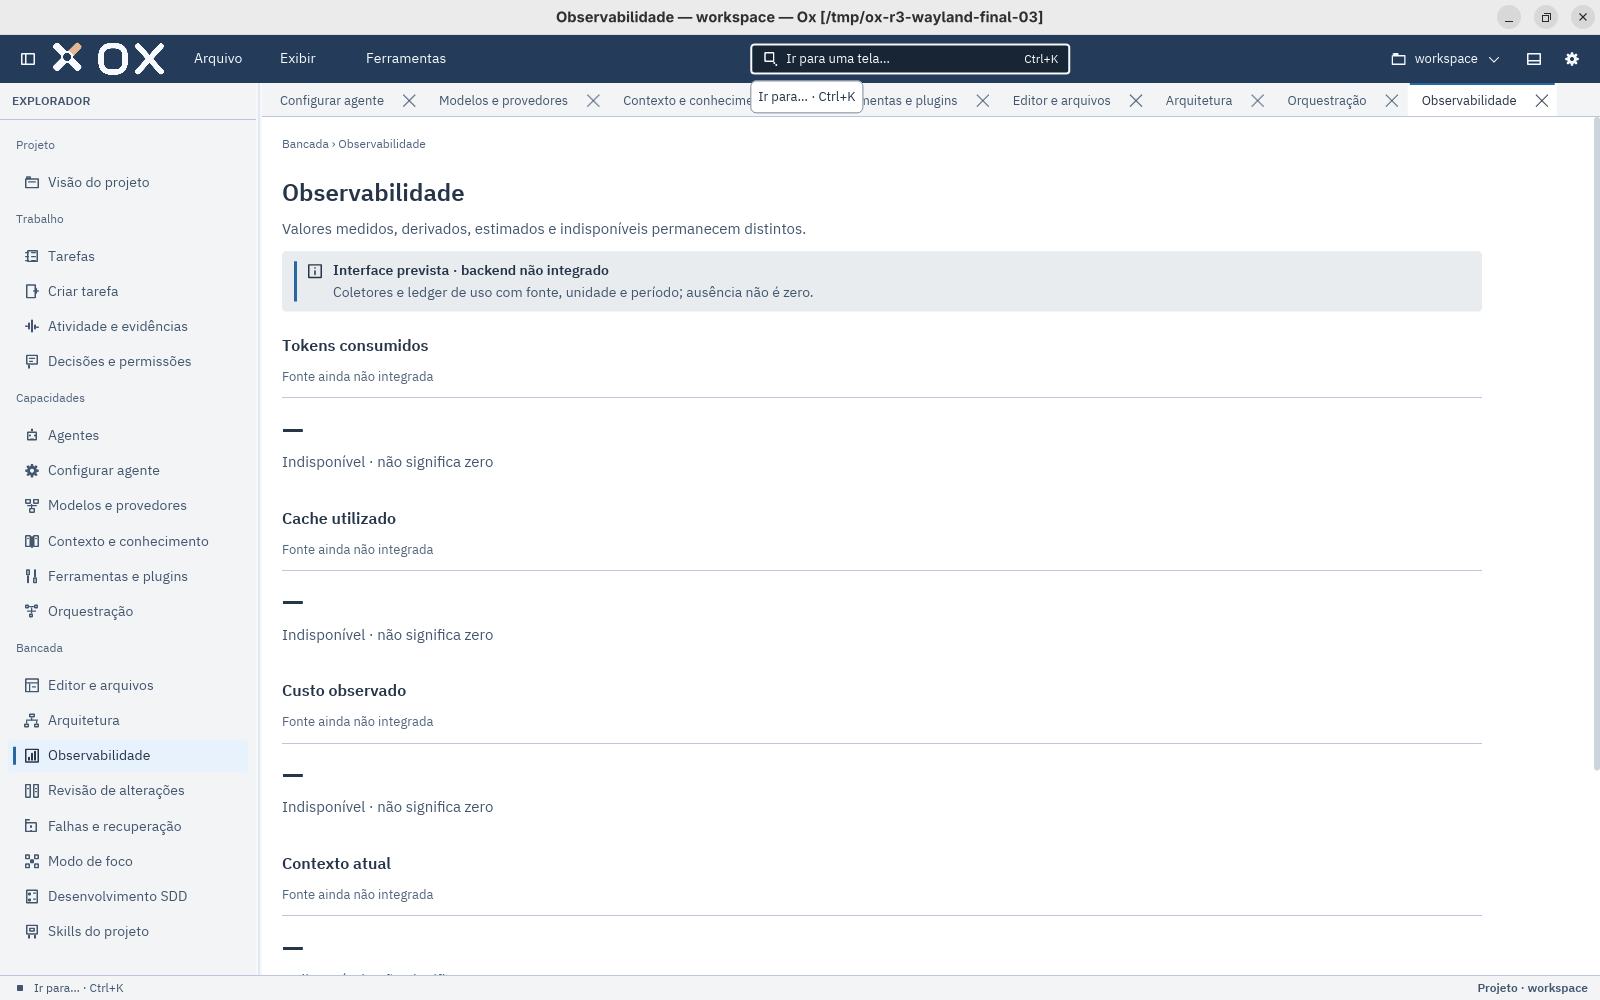 Observabilidade — workspace — Ox [/tmp/ox-r3-wayland-final-03]
OX
Arquivo
Exibir
Ferramentas
Ir para uma tela...
Ctrl+K
workspace
EXPLORADOR
Configurar agente
Modelos e provedores
Contexto e conhecime
Ir para... · Ctrl+K
mentas e plugins
Editor e arquivos
Arquitetura
Orquestração
Observabilidade
Projeto
Visão do projeto
Trabalho
Tarefas
Criar tarefa
Atividade e evidências
Decisões e permissões
Capacidades
Agentes
Configurar agente
Modelos e provedores
Contexto e conhecimento
Ferramentas e plugins
Orquestração
Bancada
Editor e arquivos
Arquitetura
Observabilidade
Revisão de alterações
Falhas e recuperação
Modo de foco
Desenvolvimento SDD
Skills do projeto
Bancada › Observabilidade
Observabilidade
Valores medidos, derivados, estimados e indisponíveis permanecem distintos.
Interface prevista · backend não integrado
Coletores e ledger de uso com fonte, unidade e período; ausência não é zero.
Tokens consumidos
Fonte ainda não integrada
—
Indisponível · não significa zero
Cache utilizado
Fonte ainda não integrada
—
Indisponível · não significa zero
Custo observado
Fonte ainda não integrada
—
Indisponível · não significa zero
Contexto atual
Fonte ainda não integrada
—
Ir para... · Ctrl+K
Projeto · workspace